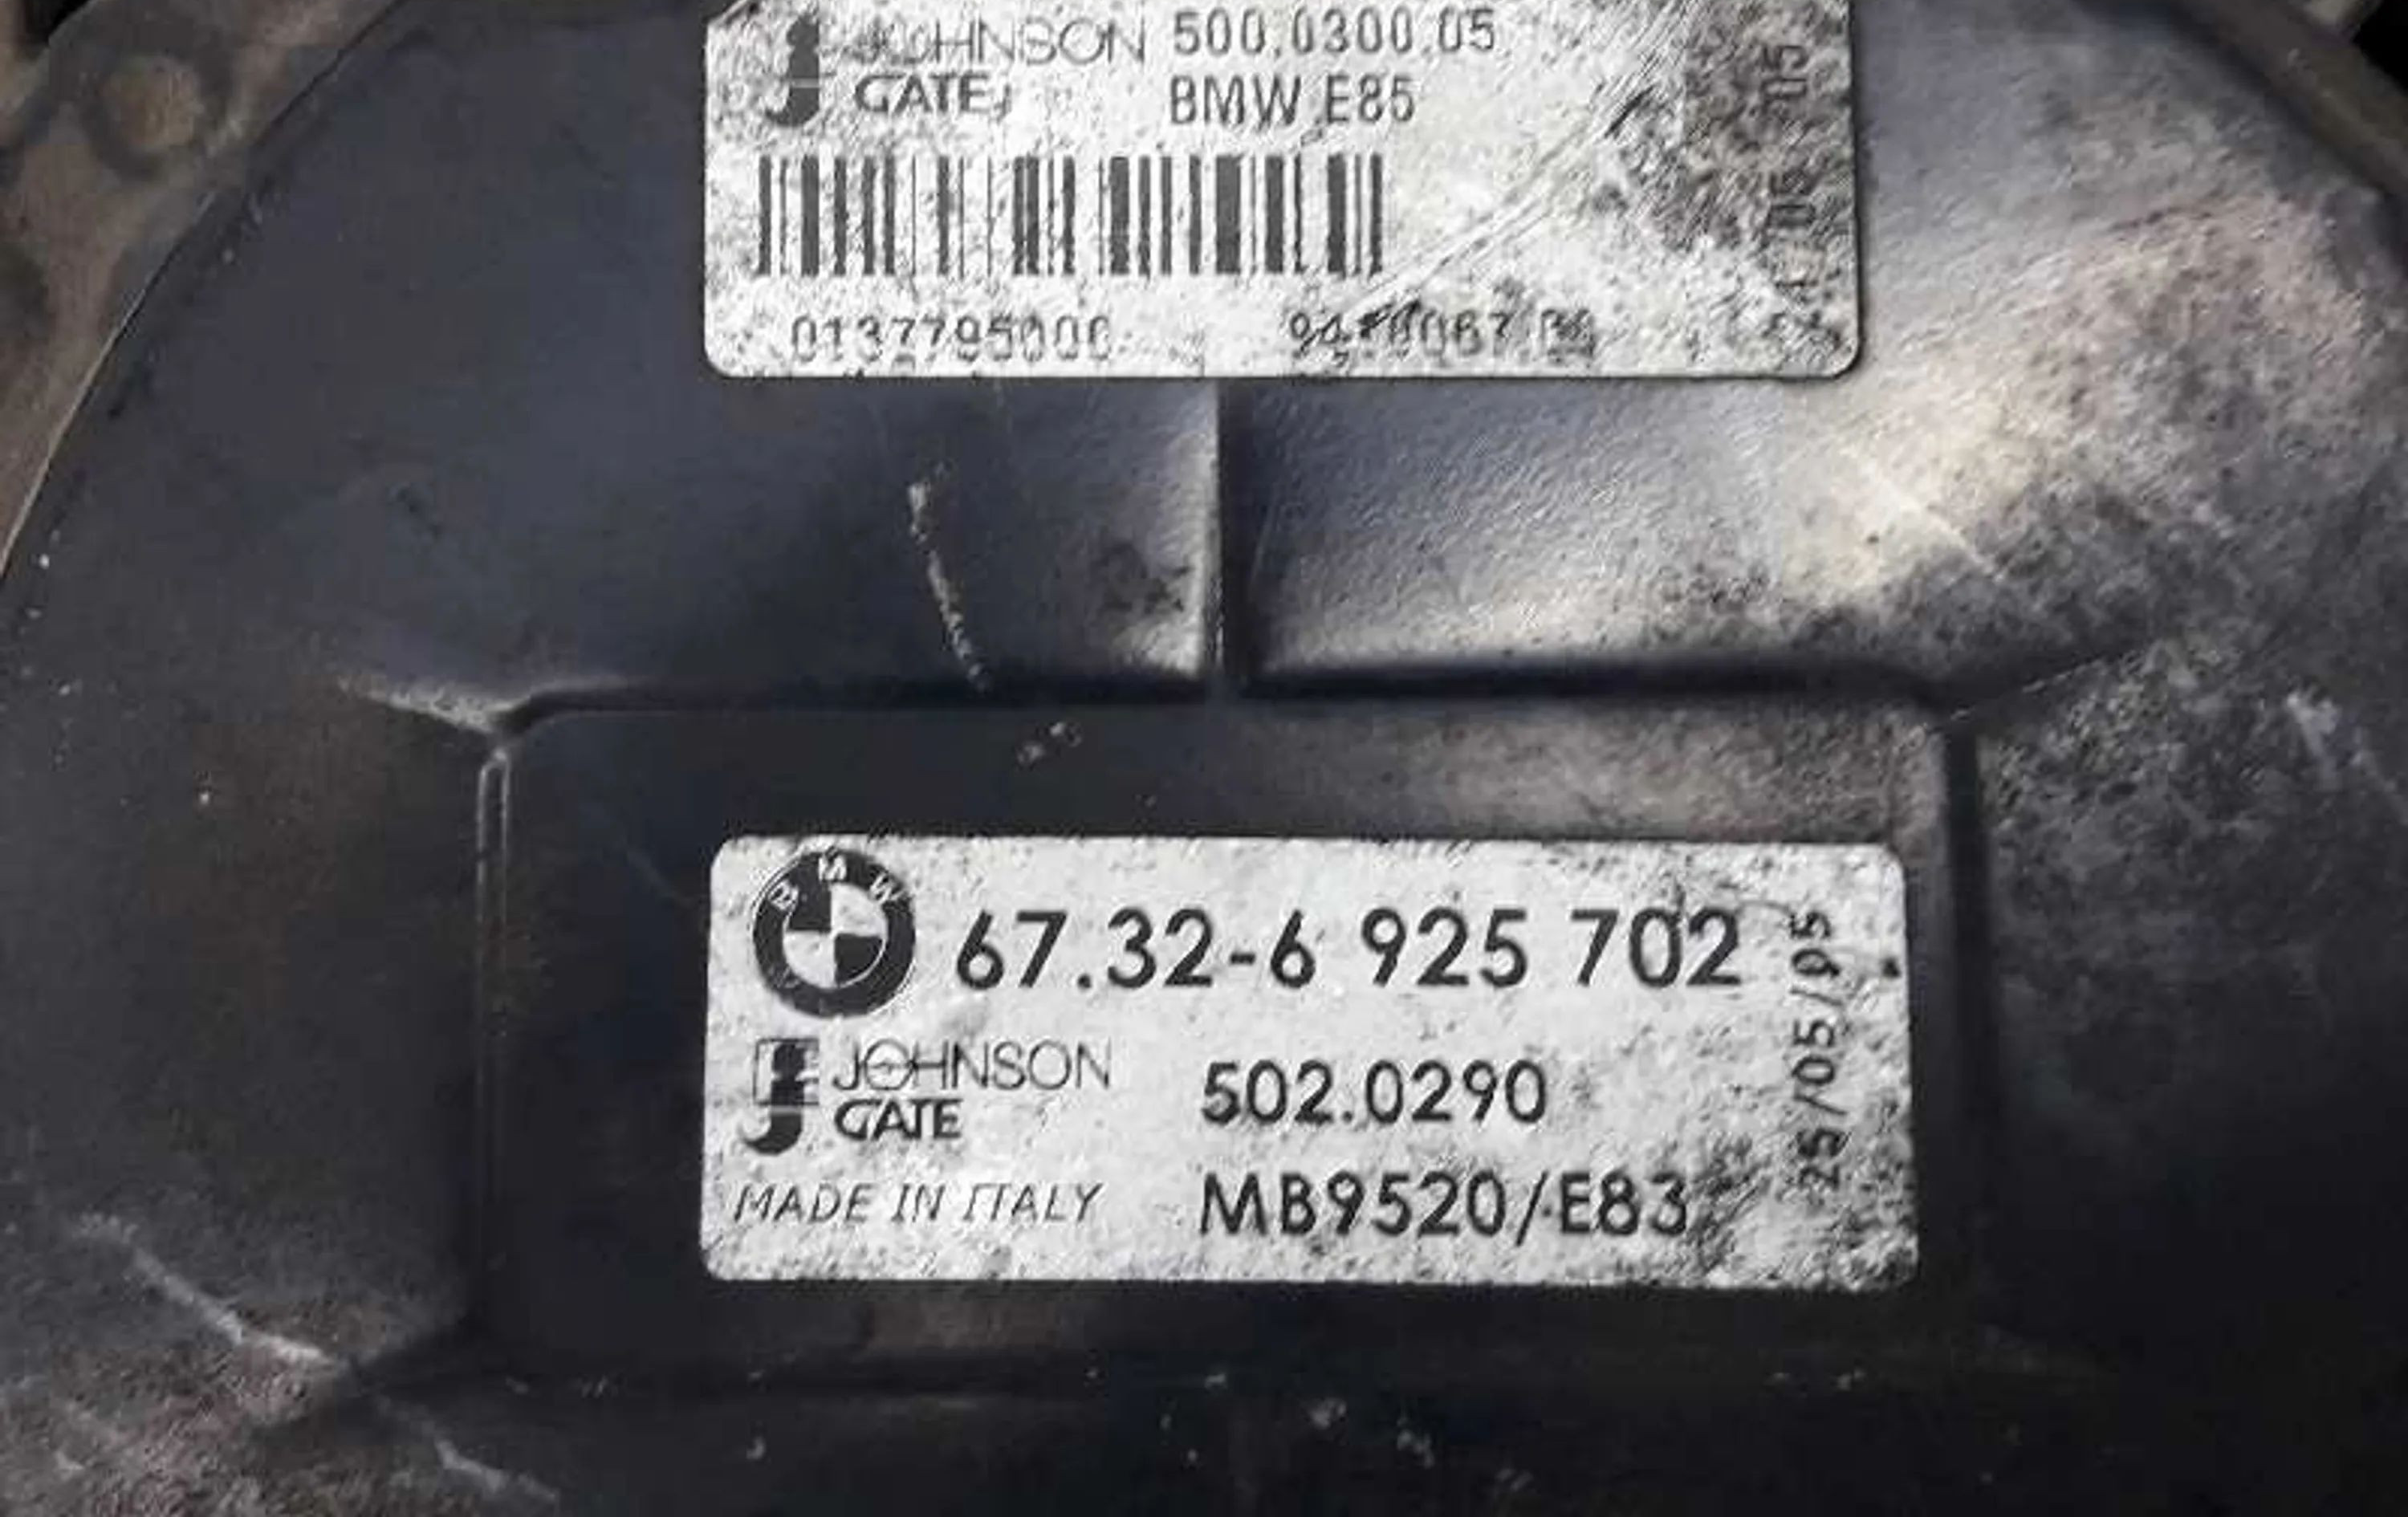 JOHNSON 500.0300.05
GATE BMW E85
0137795000
BMW
67.32-6 925 702
JOHNSON
GATE
502.0290
MADE IN ITALY MB9520/E83
25/05/05